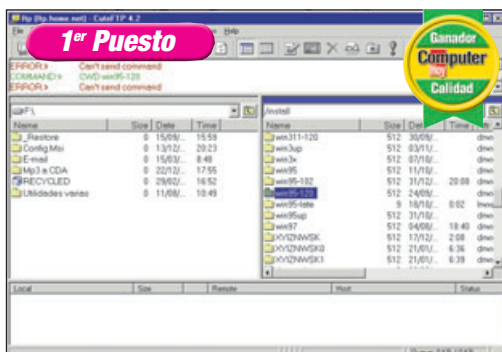 ftp (ftp.home.net) - CuteFTP 4.2
1er Puesto
Help
Ganador
Computer
hoy
Calidad
ERROR:> Can't send command
COMMAND:> CWD win95-120
ERROR:> Can't send command
F:\
/install
Name Size Date Time
_Restore 0 15/09/... 15:59
Config.Msi 0 13/12/... 20:23
E-mail 0 15/03/... 8:48
Mp3 a CDA 0 22/12/... 17:55
RECYCLED 0 29/02/... 16:52
Utilidades varias 0 11/08/... 10:49
Name Size Time
win311-120 512 30/09/...
win3up 512 03/11/...
win3x 512 07/10/...
win95 512 11/10/...
win95-102 512 31/12/... 20:00
win95-120 512 24/09/...
win95-late 9 18/10/... 0:02
win95up 512 31/10/...
win97 512 04/08/... 18:40
XVIZNWSK 512 17/12/... 2:08
XVIZNWSK0 512 21/01/... 6:36
XVIZNWSK1 512 21/01/... 6:39
Local Size Remote Host Status